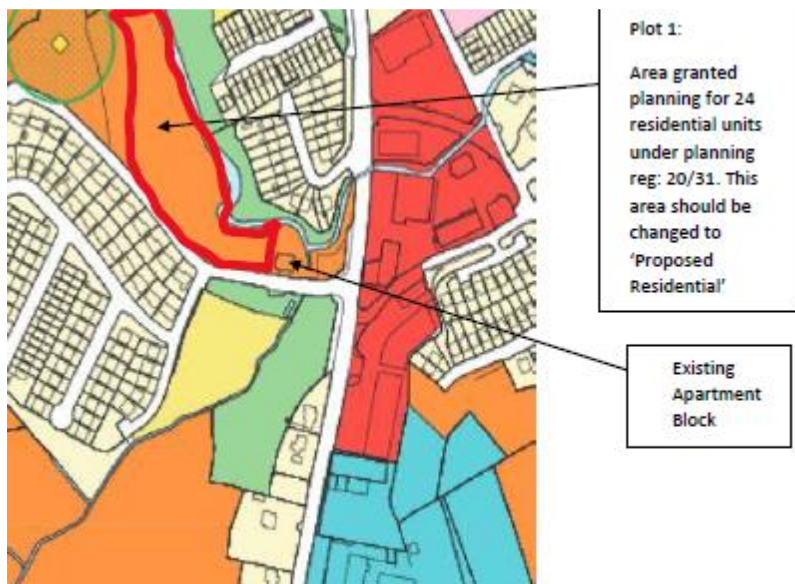 Plot 1:
Area granted
planning for 24
residential units
under planning
reg: 20/31. This
area should be
changed to
‘Proposed
Residential’
Existing
Apartment
Block